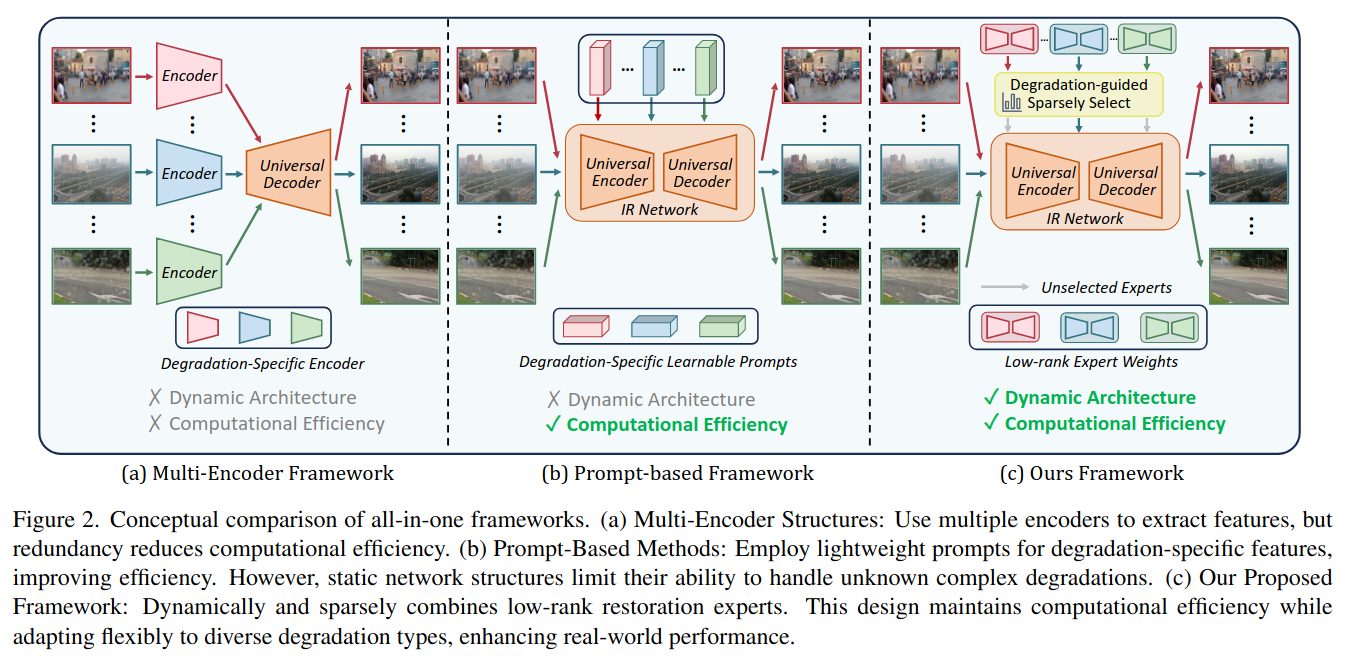 Encoder
Encoder
Encoder
Universal
Decoder
Degradation-Specific Encoder
✗ Dynamic Architecture
✗ Computational Efficiency
(a) Multi-Encoder Framework
... ...
Universal
Encoder
Universal
Decoder
IR Network
Degradation-Specific Learnable Prompts
✗ Dynamic Architecture
✓ Computational Efficiency
(b) Prompt-based Framework
... ...
Degradation-guided
Sparsely Select
Universal
Encoder
Universal
Decoder
IR Network
Unselected Experts
Low-rank Expert Weights
✓ Dynamic Architecture
✓ Computational Efficiency
(c) Ours Framework
Figure 2. Conceptual comparison of all-in-one frameworks. (a) Multi-Encoder Structures: Use multiple encoders to extract features, but
redundancy reduces computational efficiency. (b) Prompt-Based Methods: Employ lightweight prompts for degradation-specific features,
improving efficiency. However, static network structures limit their ability to handle unknown complex degradations. (c) Our Proposed
Framework: Dynamically and sparsely combines low-rank restoration experts. This design maintains computational efficiency while
adapting flexibly to diverse degradation types, enhancing real-world performance.